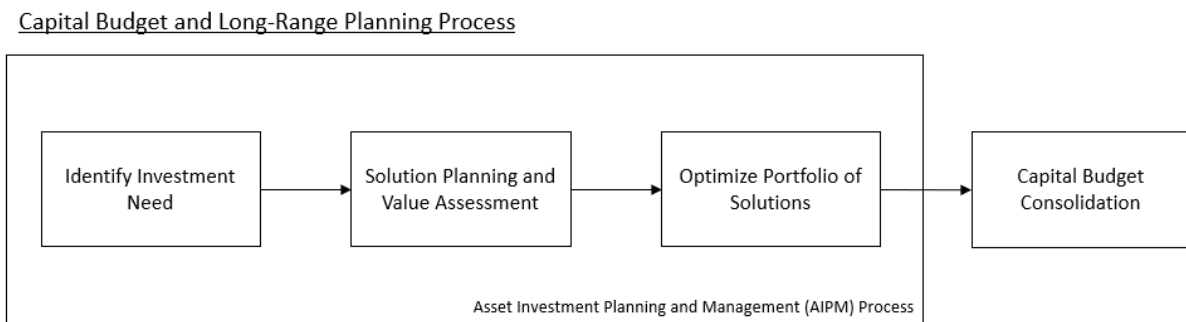 Capital Budget and Long-Range Planning Process
Identify Investment
Need
Solution Planning and
Value Assessment
Optimize Portfolio of
Solutions
Capital Budget
Consolidation
Asset Investment Planning and Management (AIPM) Process